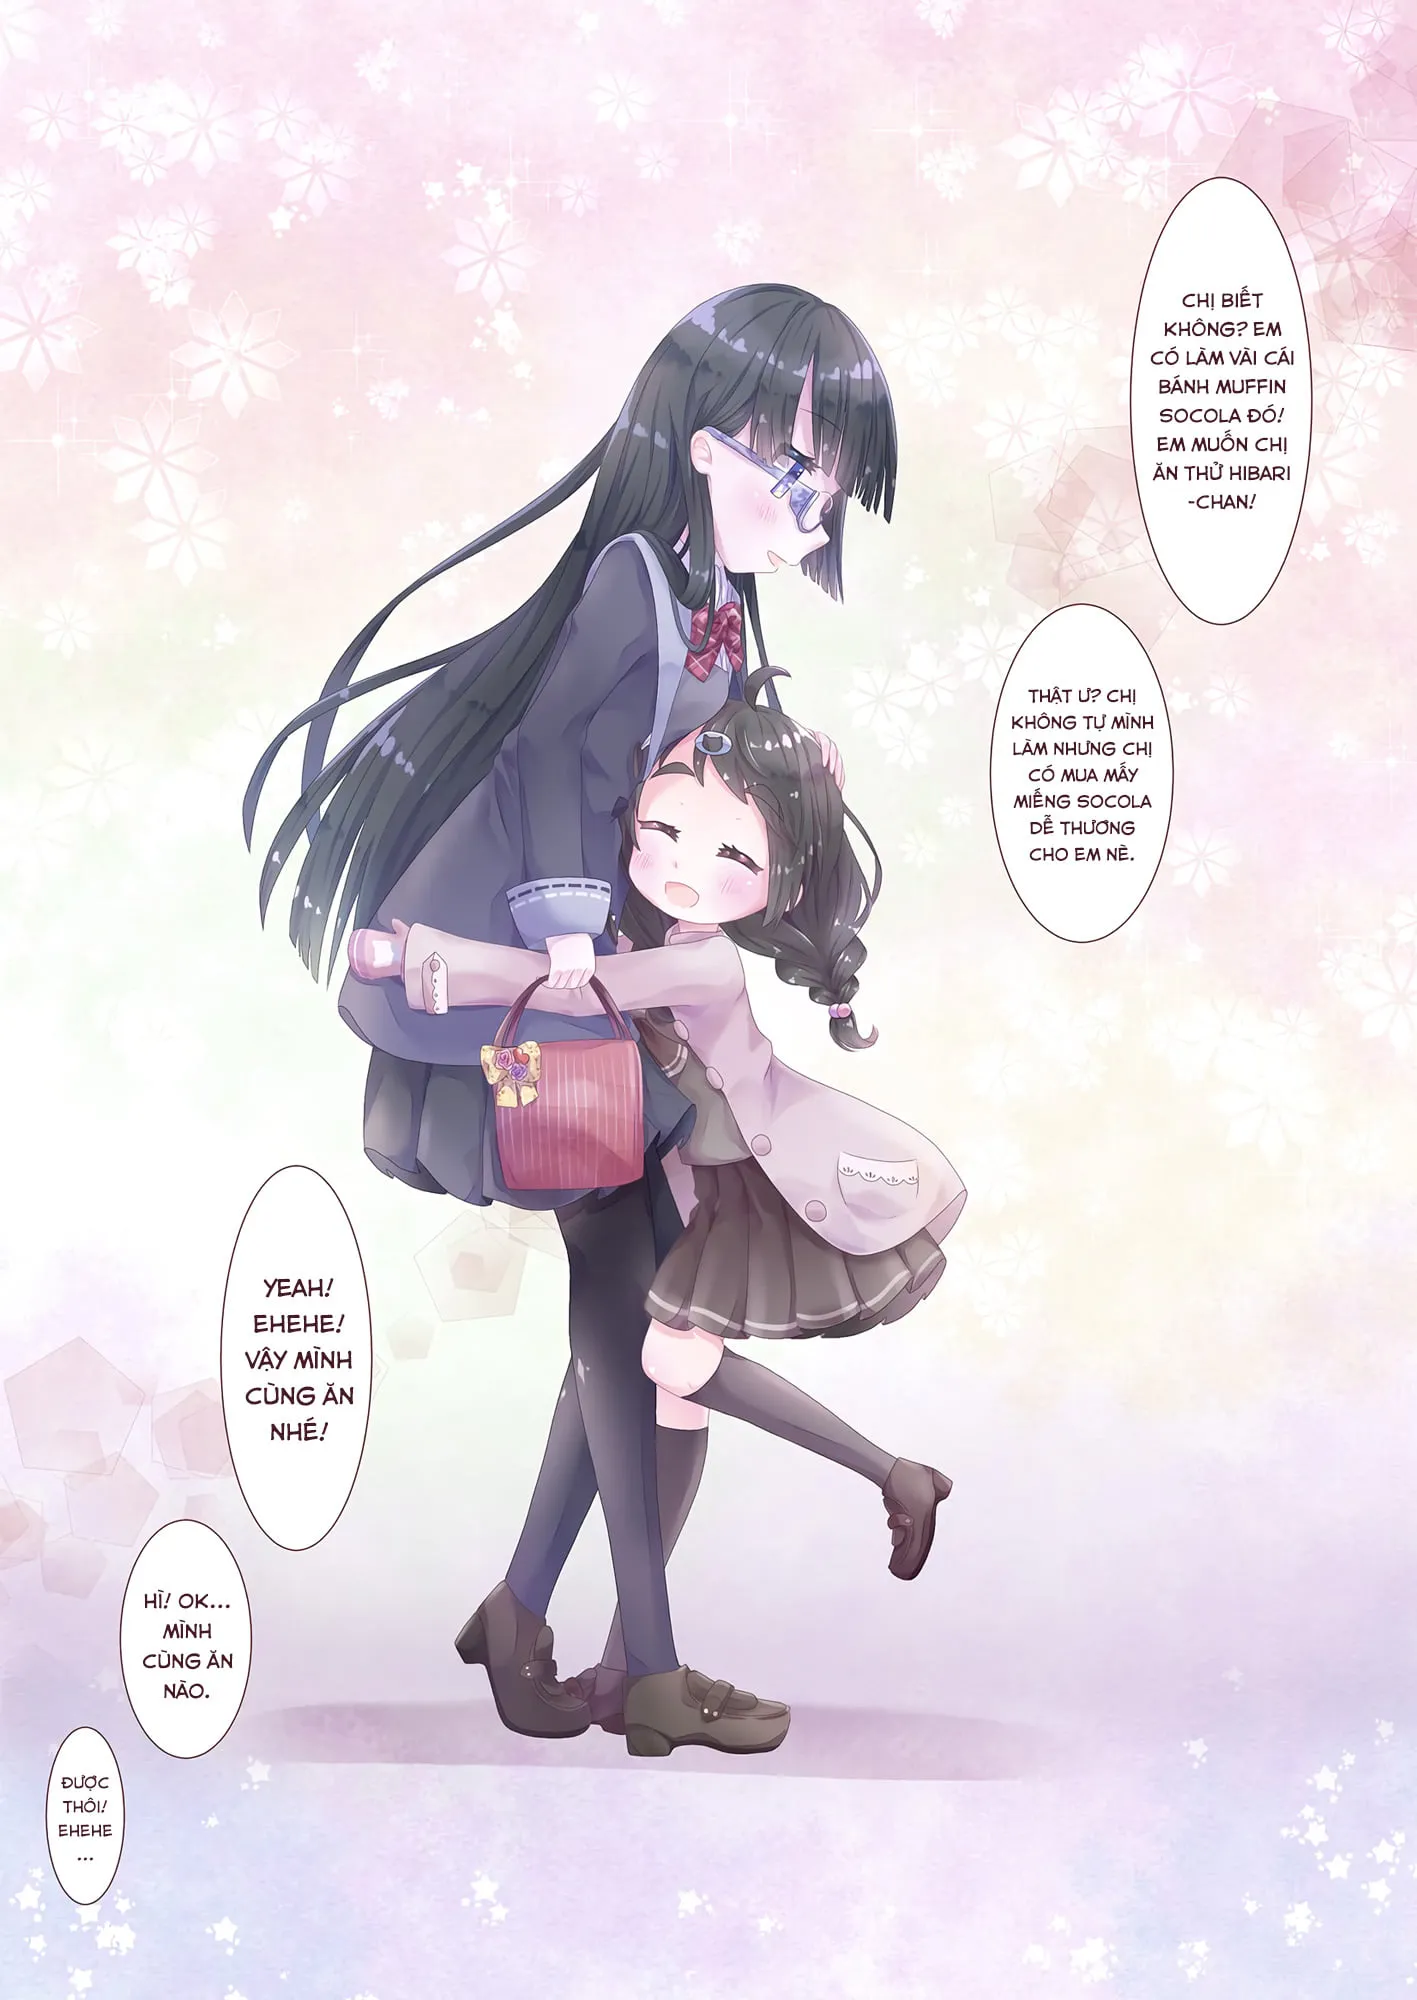 CHỊ BIẾT
KHÔNG? EM
CÓ LÀM VÀI CÁI
BÁNH MUFFIN
SOCOLA ĐÓ!
EM MUỐN CHỊ
ĂN THỬ HIBARI
-CHAN!
THẬT Ư? CHỊ
KHÔNG TỰ MÌNH
LÀM NHƯNG CHỊ
CÓ MUA MẤY
MIẾNG SOCOLA
DỄ THƯƠNG
CHO EM NÈ.
YEAH!
EHEHE!
VẬY MÌNH
CÙNG ĂN
NHÉ!
HÌ! OK...
MÌNH
CÙNG ĂN
NÀO.
ĐƯỢC
THÔI!
EHEHE
...